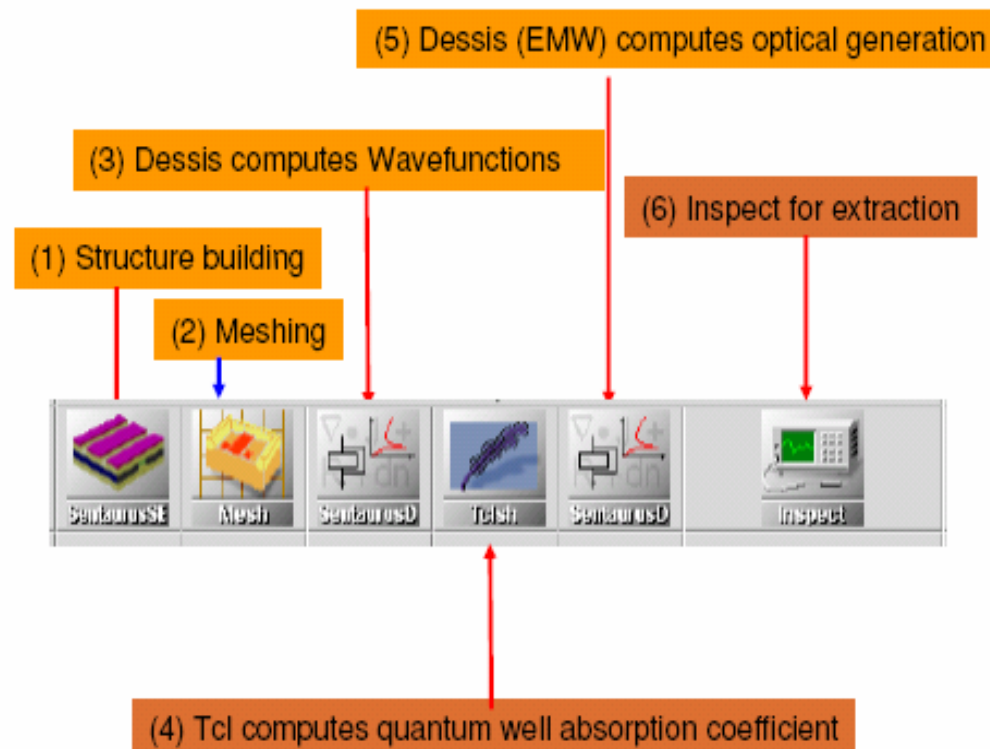 (5) Dessis (EMW) computes optical generation
(3) Dessis computes Wavefunctions
(6) Inspect for extraction
(1) Structure building
(2) Meshing
SentaurusSE
Mesh
SentaurusD
Tclsh
SentaurusD
Inspect
(4) Tcl computes quantum well absorption coefficient